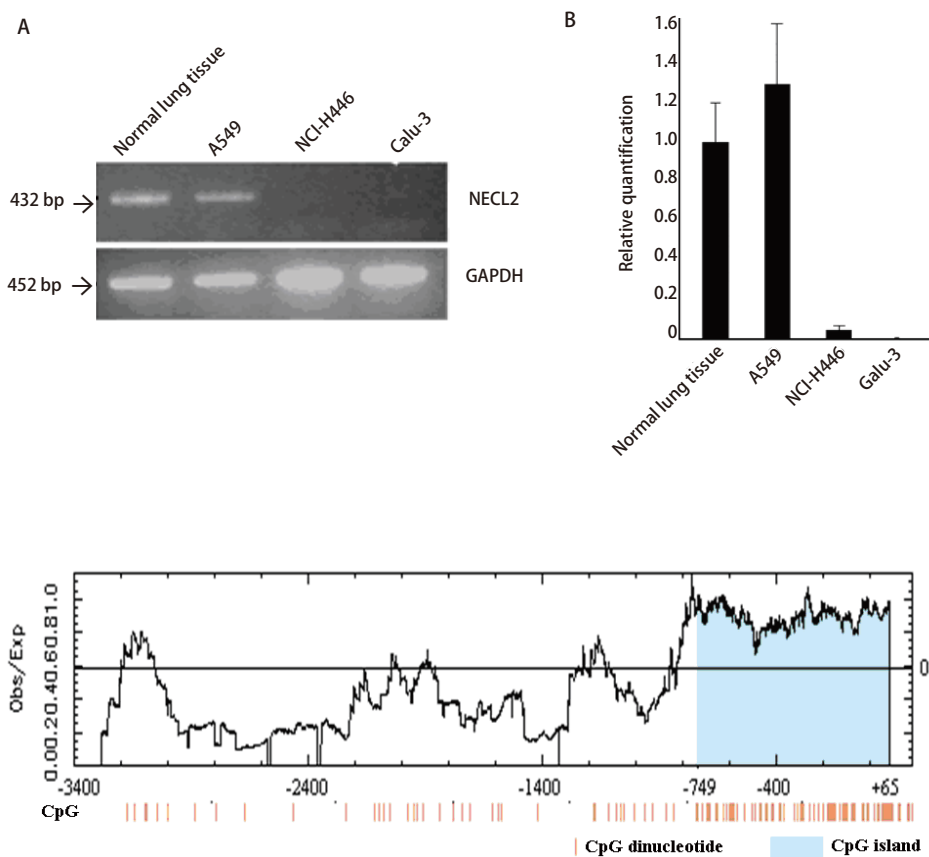 A
Normal lung tissue
A549
NCI-H446
Calu-3
432 bp
NECL2
452 bp
GAPDH
B
Relative quantification
1.6
1.4
1.2
1.0
0.8
0.6
0.4
0.2
0
Normal lung tissue
A549
NCI-H446
Galu-3
Obs/Exp
0.00.20.40.60.81.0
0
-3400
-2400
-1400
-749
-400
+65
CpG
CpG dinucleotide
CpG island